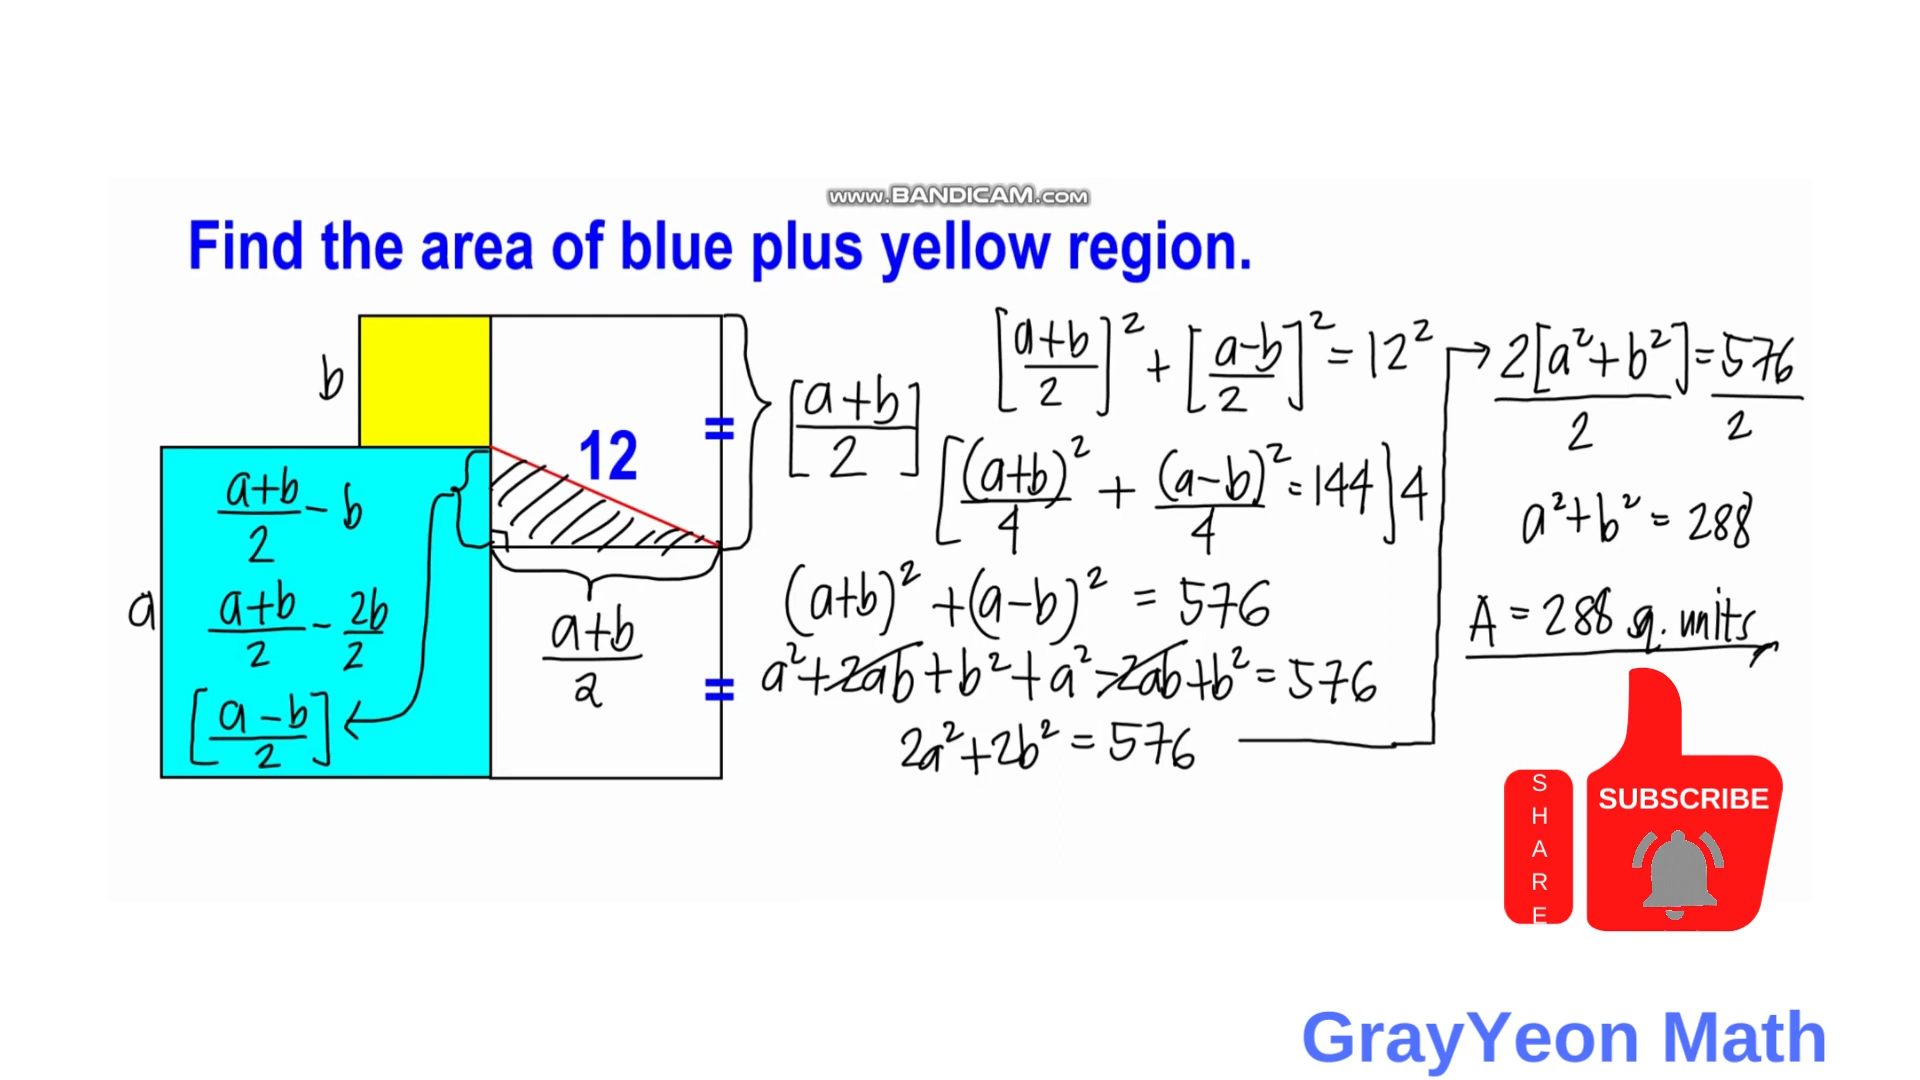 www.BANDICAM.com
Find the area of blue plus yellow region.
b
12
=
[a+b/2]
a
a+b/2 - b
a+b/2 - 2b/2
[a-b/2]
a+b/2
=
[a+b/2]² + [a-b/2]² = 12²
[(a+b)²/4 + (a-b)²/4 = 144]4
(a+b)² + (a-b)² = 576
a²+2ab+b²+a²-2ab+b² = 576
2a²+2b² = 576
2[a²+b²]/2 = 576/2
a²+b² = 288
A = 288 sq. units
SHARE
SUBSCRIBE
GrayYeon Math